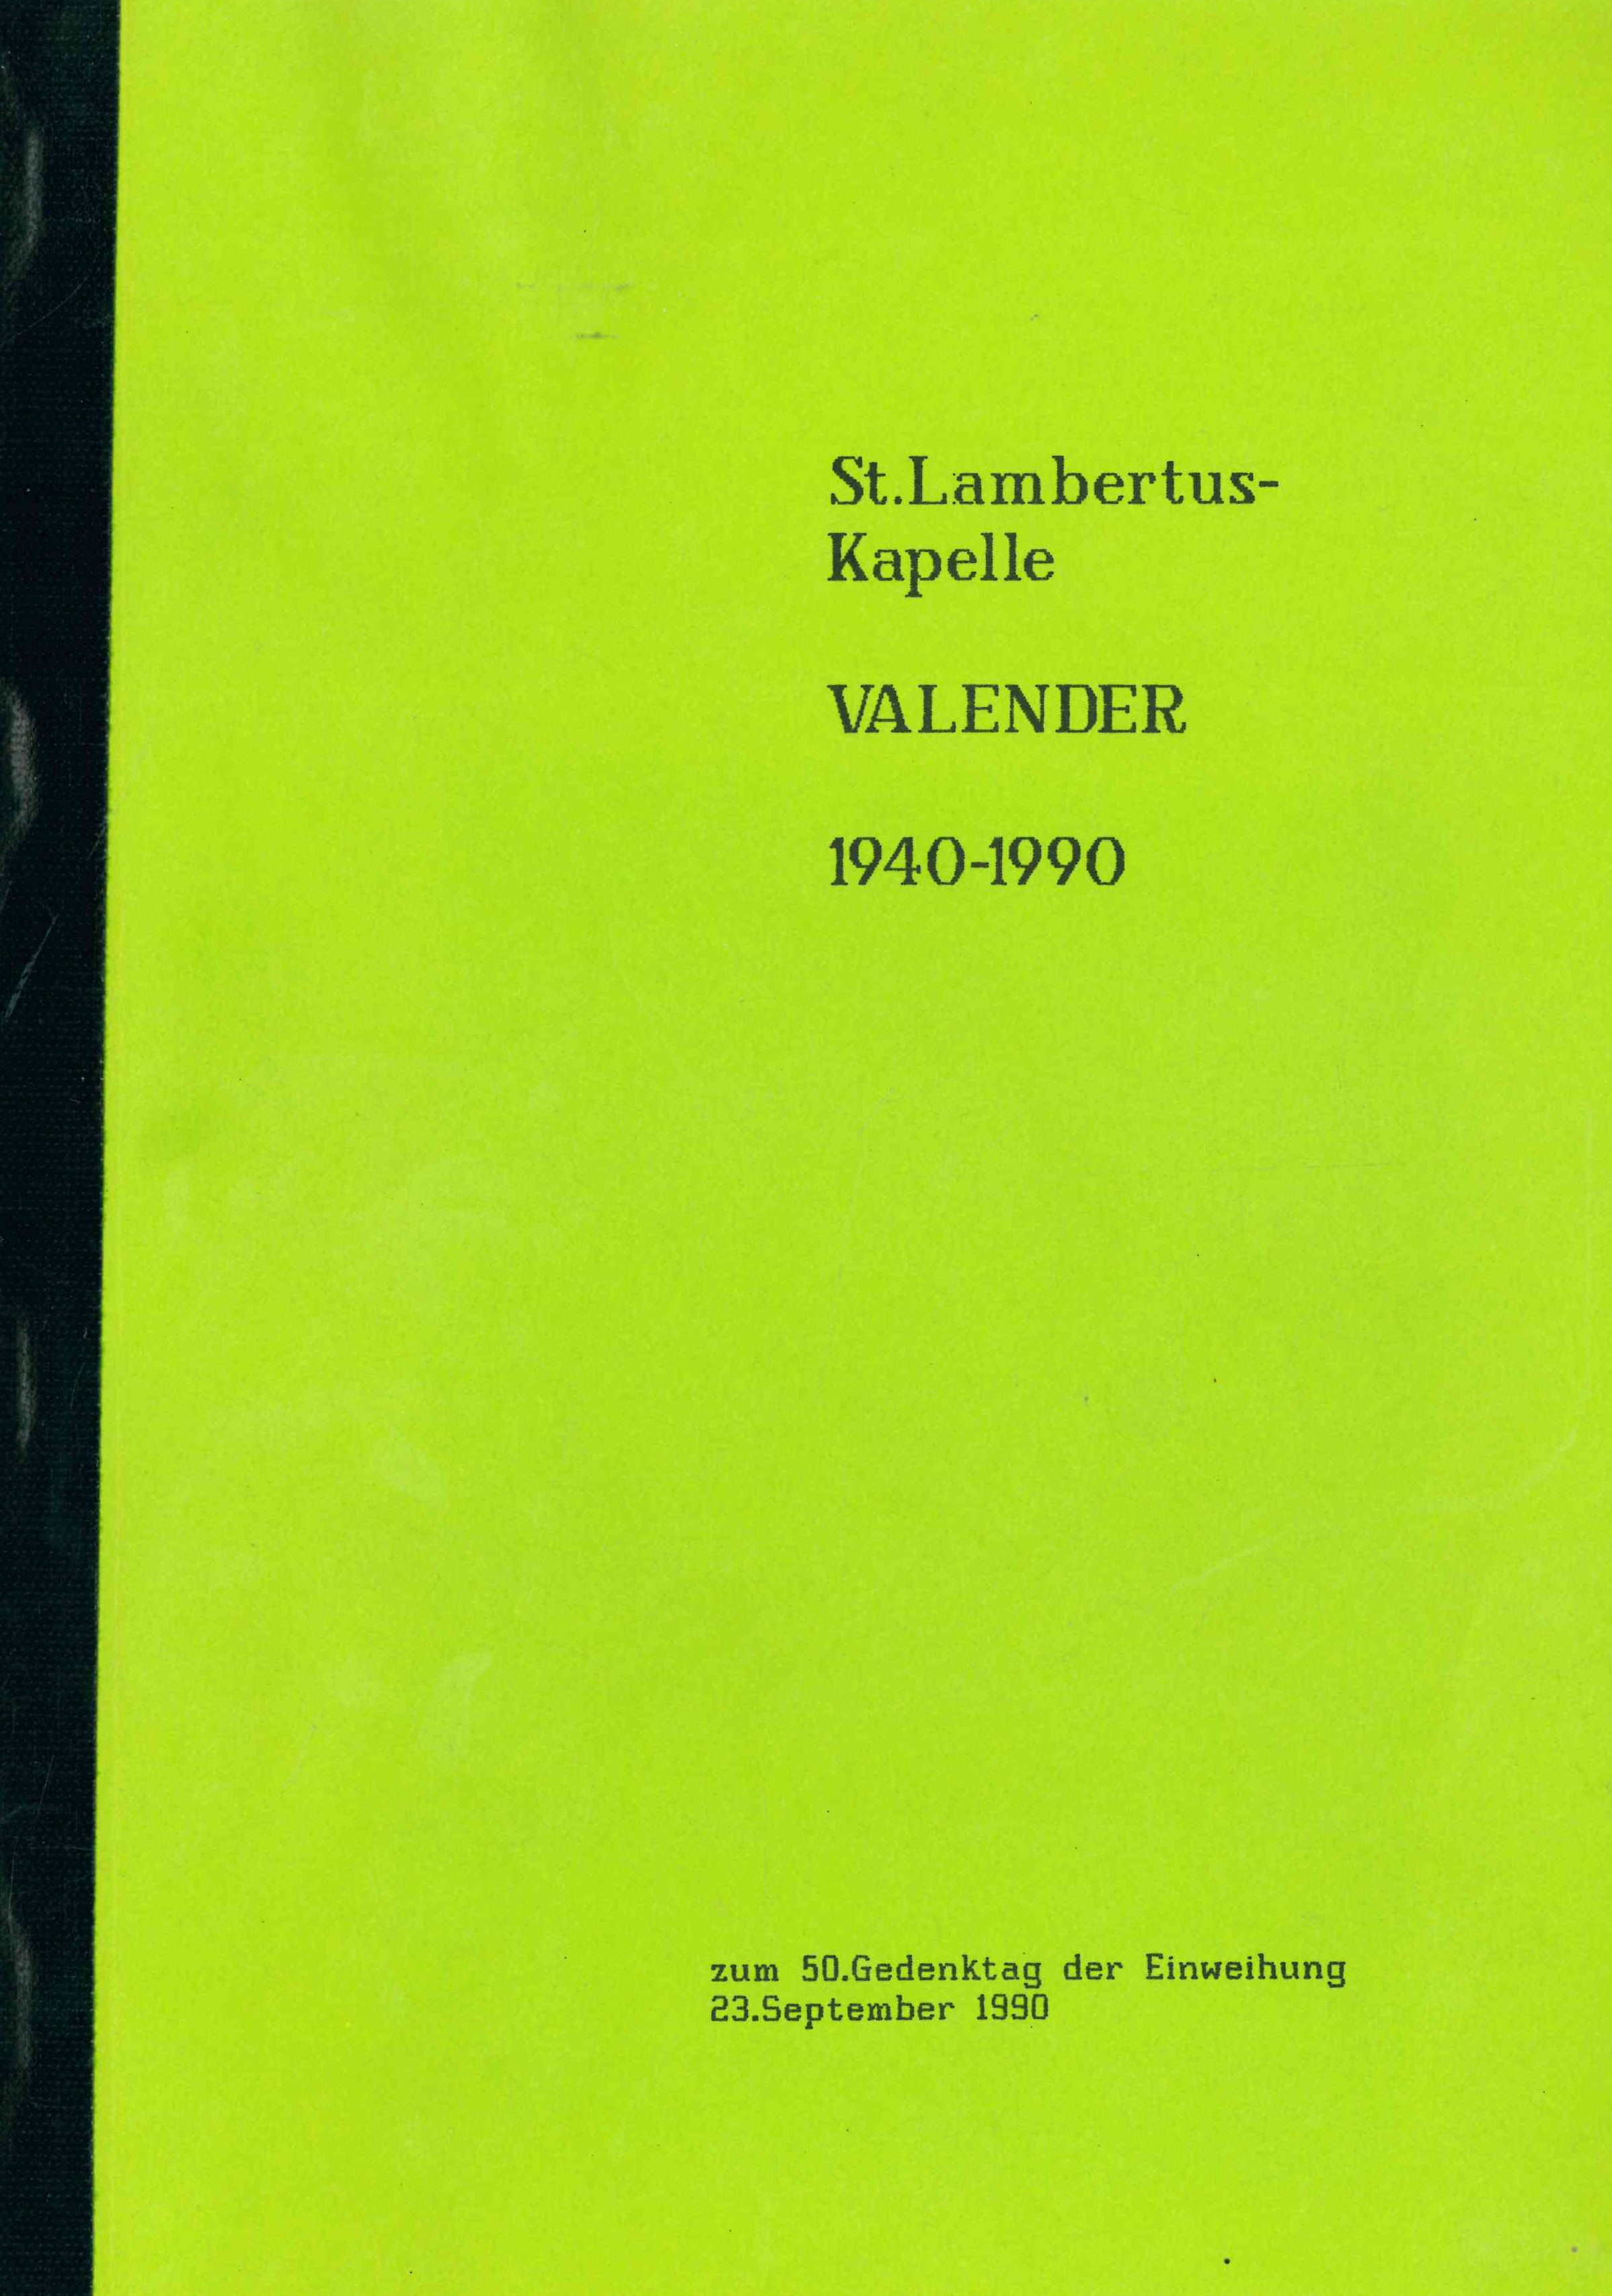 St.Lambertus-
Kapelle
VALENDER
1940-1990
zum 50.Gedenktag der Einweihung
23.September 1990